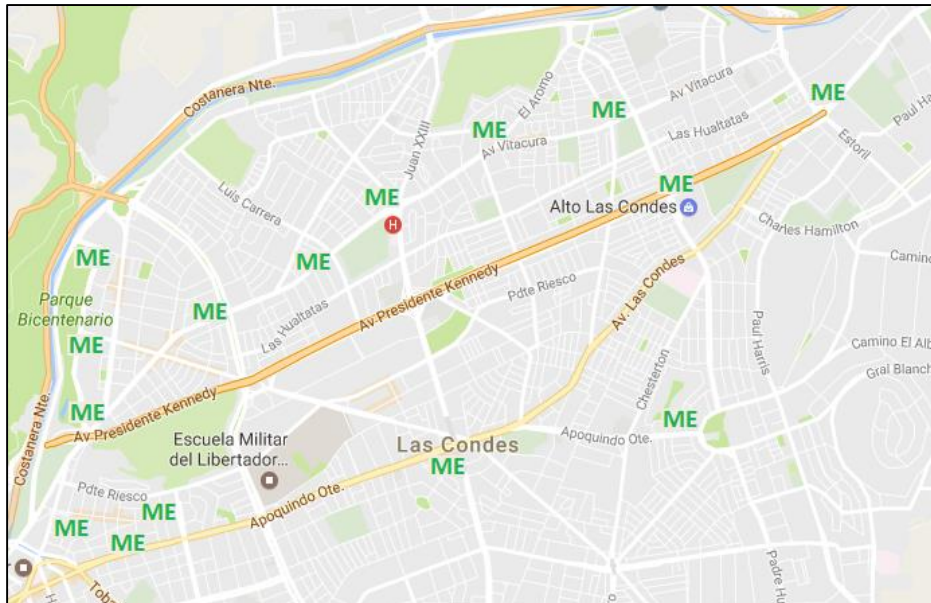 Costanera Nte.
Juan XXIII
El Aromo
Av Vitacura
ME
ME
ME
Las Hualtatas
Paul Ha
Estoril
Av Vitacura
Luis Carrera
ME
H
ME
Alto Las Condes
Charles Hamilton
ME
ME
Camino
Av. Las Condes
Parque
Bicentenario
ME
Las Hualtatas
Av Presidente Kennedy
Pdte Riesco
Paul Harris
ME
Chesterton
Camino El Alb
Gral Blanch
Av Presidente Kennedy
ME
ME
Costanera Nte.
Escuela Militar
del Libertador...
Las Condes
Apoquindo Ote.
ME
Pdte Riesco
Apoquindo Ote.
ME
ME
ME
Toba
Padre Hu